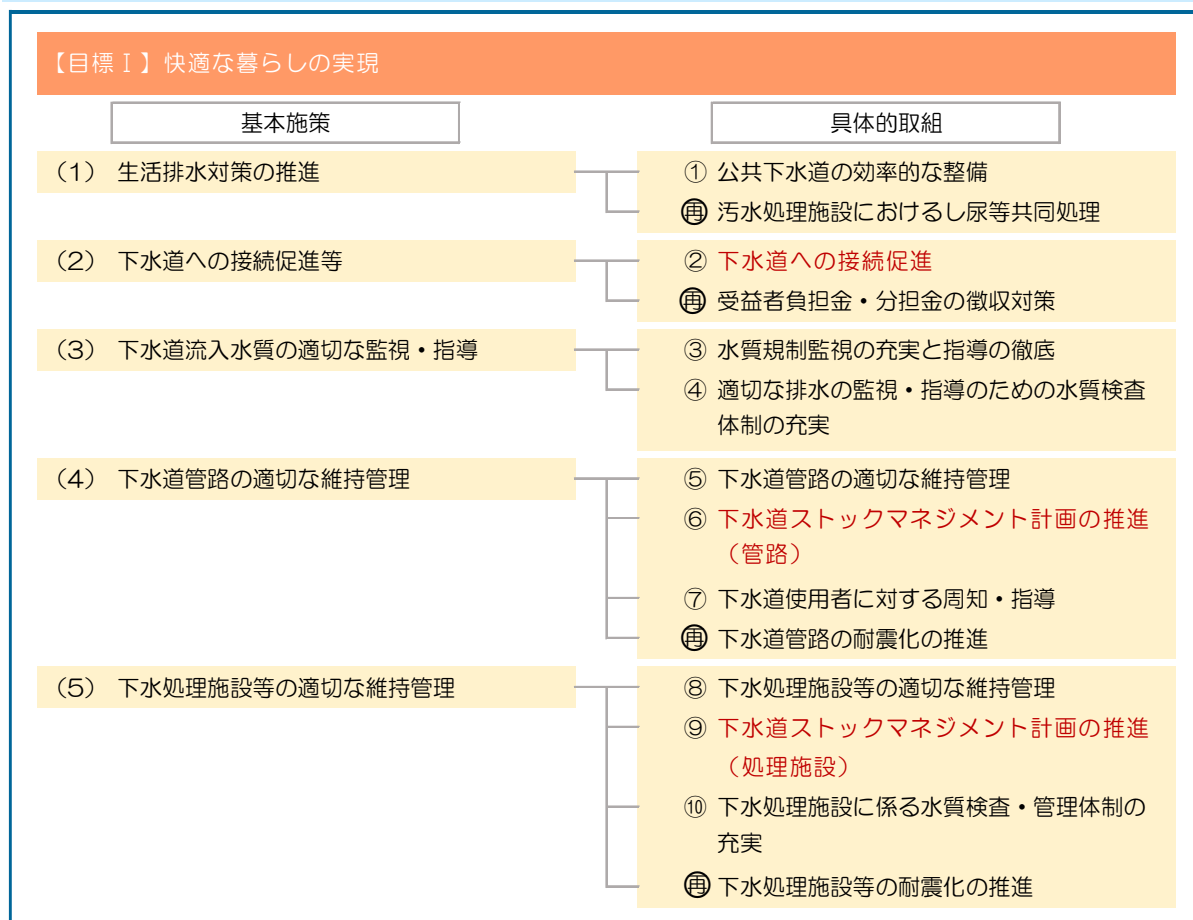 【目標Ⅰ】快適な暮らしの実現
基本施策
具体的取組
（1） 生活排水対策の推進
① 公共下水道の効率的な整備
㊢ 汚水処理施設におけるし尿等共同処理
（2） 下水道への接続促進等
② 下水道への接続促進
再 受益者負担金・分担金の徴収対策
（3） 下水道流入水質の適切な監視・指導
③ 水質規制監視の充実と指導の徹底
④ 適切な排水の監視・指導のための水質検査
体制の充実
（4） 下水道管路の適切な維持管理
⑤ 下水道管路の適切な維持管理
⑥ 下水道ストックマネジメント計画の推進
（管路）
⑦ 下水道使用者に対する周知・指導
再 下水道管路の耐震化の推進
（5） 下水処理施設等の適切な維持管理
⑧ 下水処理施設等の適切な維持管理
⑨ 下水道ストックマネジメント計画の推進
（処理施設）
⑩ 下水処理施設に係る水質検査・管理体制の
充実
再 下水処理施設等の耐震化の推進